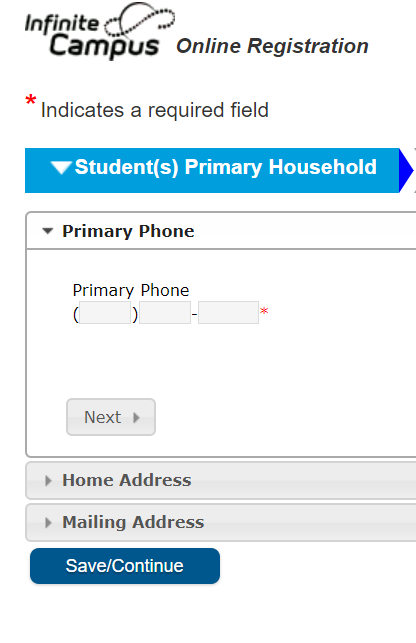 Infinite
Campus Online Registration
* Indicates a required field
Student(s) Primary Household
Primary Phone
Primary Phone
( ) - *
Next
Home Address
Mailing Address
Save/Continue